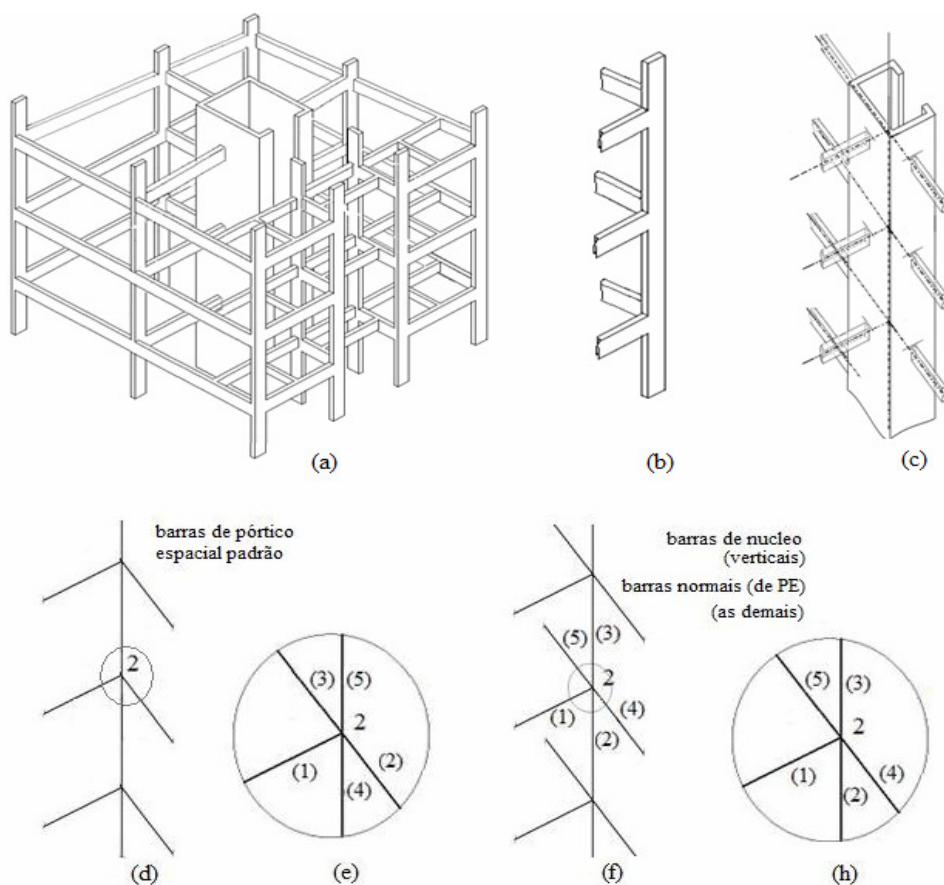 (a)
(b)
(c)
barras de pórtico
espacial padrão
2
(d)
(3)
(5)
2
(1)
(2)
(4)
(e)
barras de nucleo
(verticais)
barras normais (de PE)
(as demais)
(5)
(3)
2
(1)
(4)
(2)
(f)
(5)
(3)
2
(1)
(4)
(2)
(h)